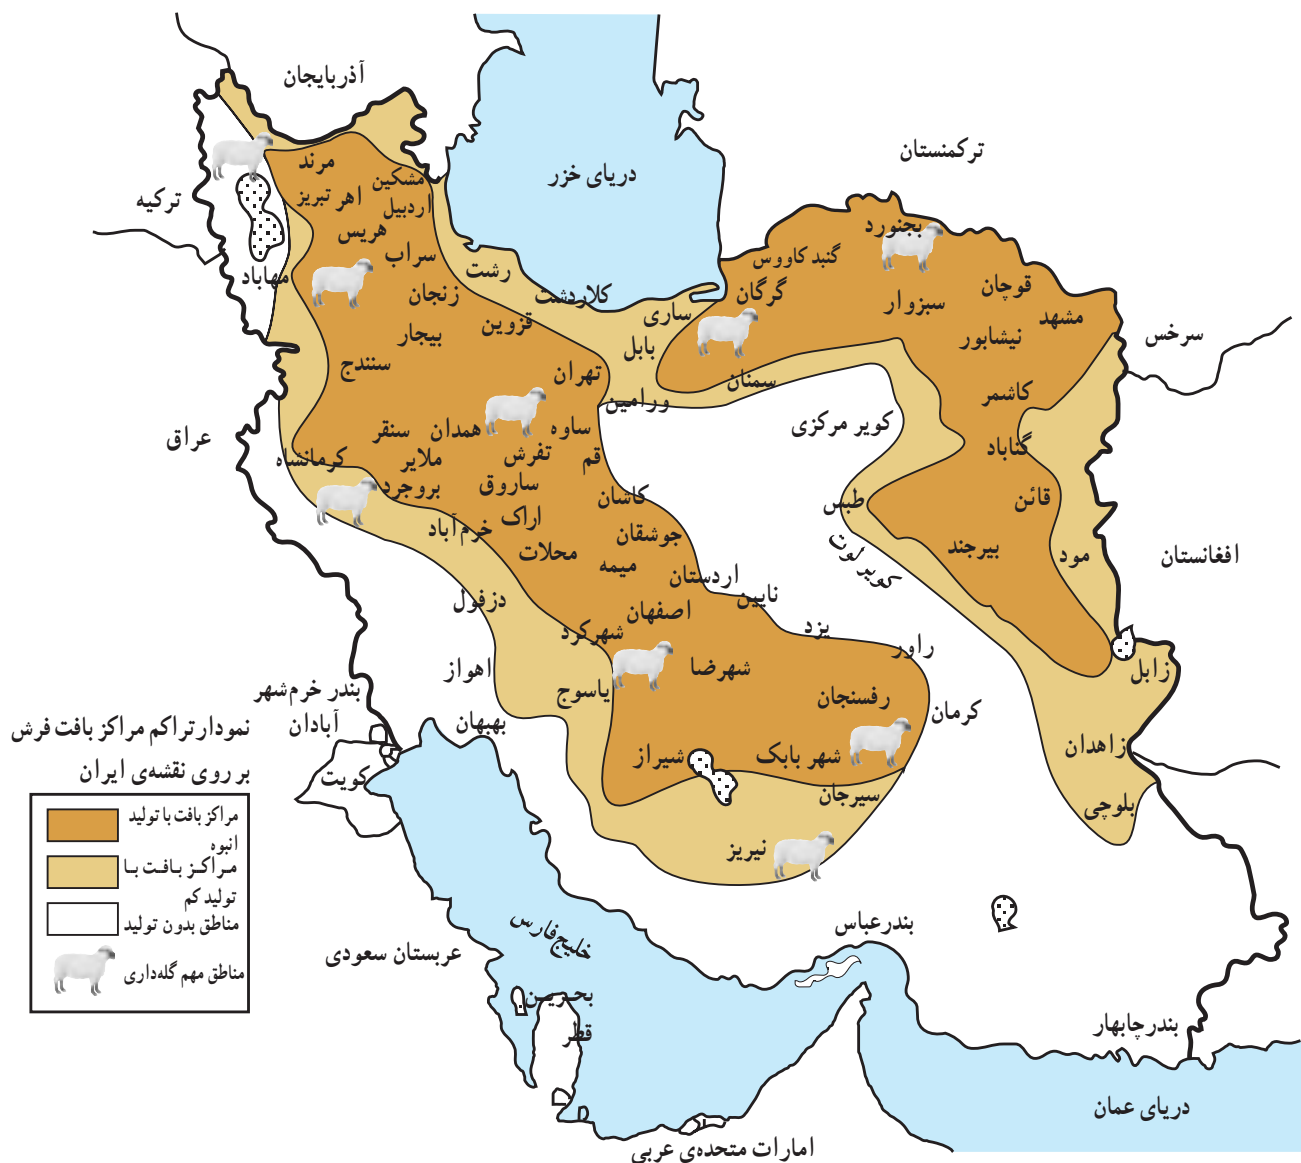 آذربایجان
ترکمنستان
دریای خزر
ترکیه
مرند
مشکین
اهر تبریز
اردبیل
هریس
سراب
مهاباد
زنجان
رشت
کلاردشت
قزوین
بیجار
سنندج
تهران
ورامین
ساری
بابل
سمنان
گرگان
گنبد کاووس
بجنورد
قوچان
سبزوار
مشهد
نیشابور
سرخس
کاشمر
کویر مرکزی
گناباد
قائن
طبس
کویر لوت
بیرجند
مود
افغانستان
عراق
کرمانشاه
سنقر
همدان
ساوه
ملایر
تفرش
قم
بروجرد
ساروق
کاشان
خرم‌آباد
اراک
جوشقان
محلات
میمه
اردستان
نایین
دزفول
اصفهان
شهرکرد
یزد
راور
اهواز
یاسوج
شهرضا
رفسنجان
کرمان
زابل
زاهدان
بلوچی
بهبهان
شیراز
شهر بابک
سیرجان
نیریز
بندر خرم‌شهر
آبادان
کویت
بندرعباس
خلیج‌فارس
عربستان سعودی
بحرین
قطر
بندرچابهار
دریای عمان
امارات متحده‌ی عربی
نمودار تراکم مراکز بافت فرش
بر روی نقشه‌ی ایران
مراکز بافت با تولید
انبوه
مراکز بافت با
تولید کم
مناطق بدون تولید
مناطق مهم گله‌داری